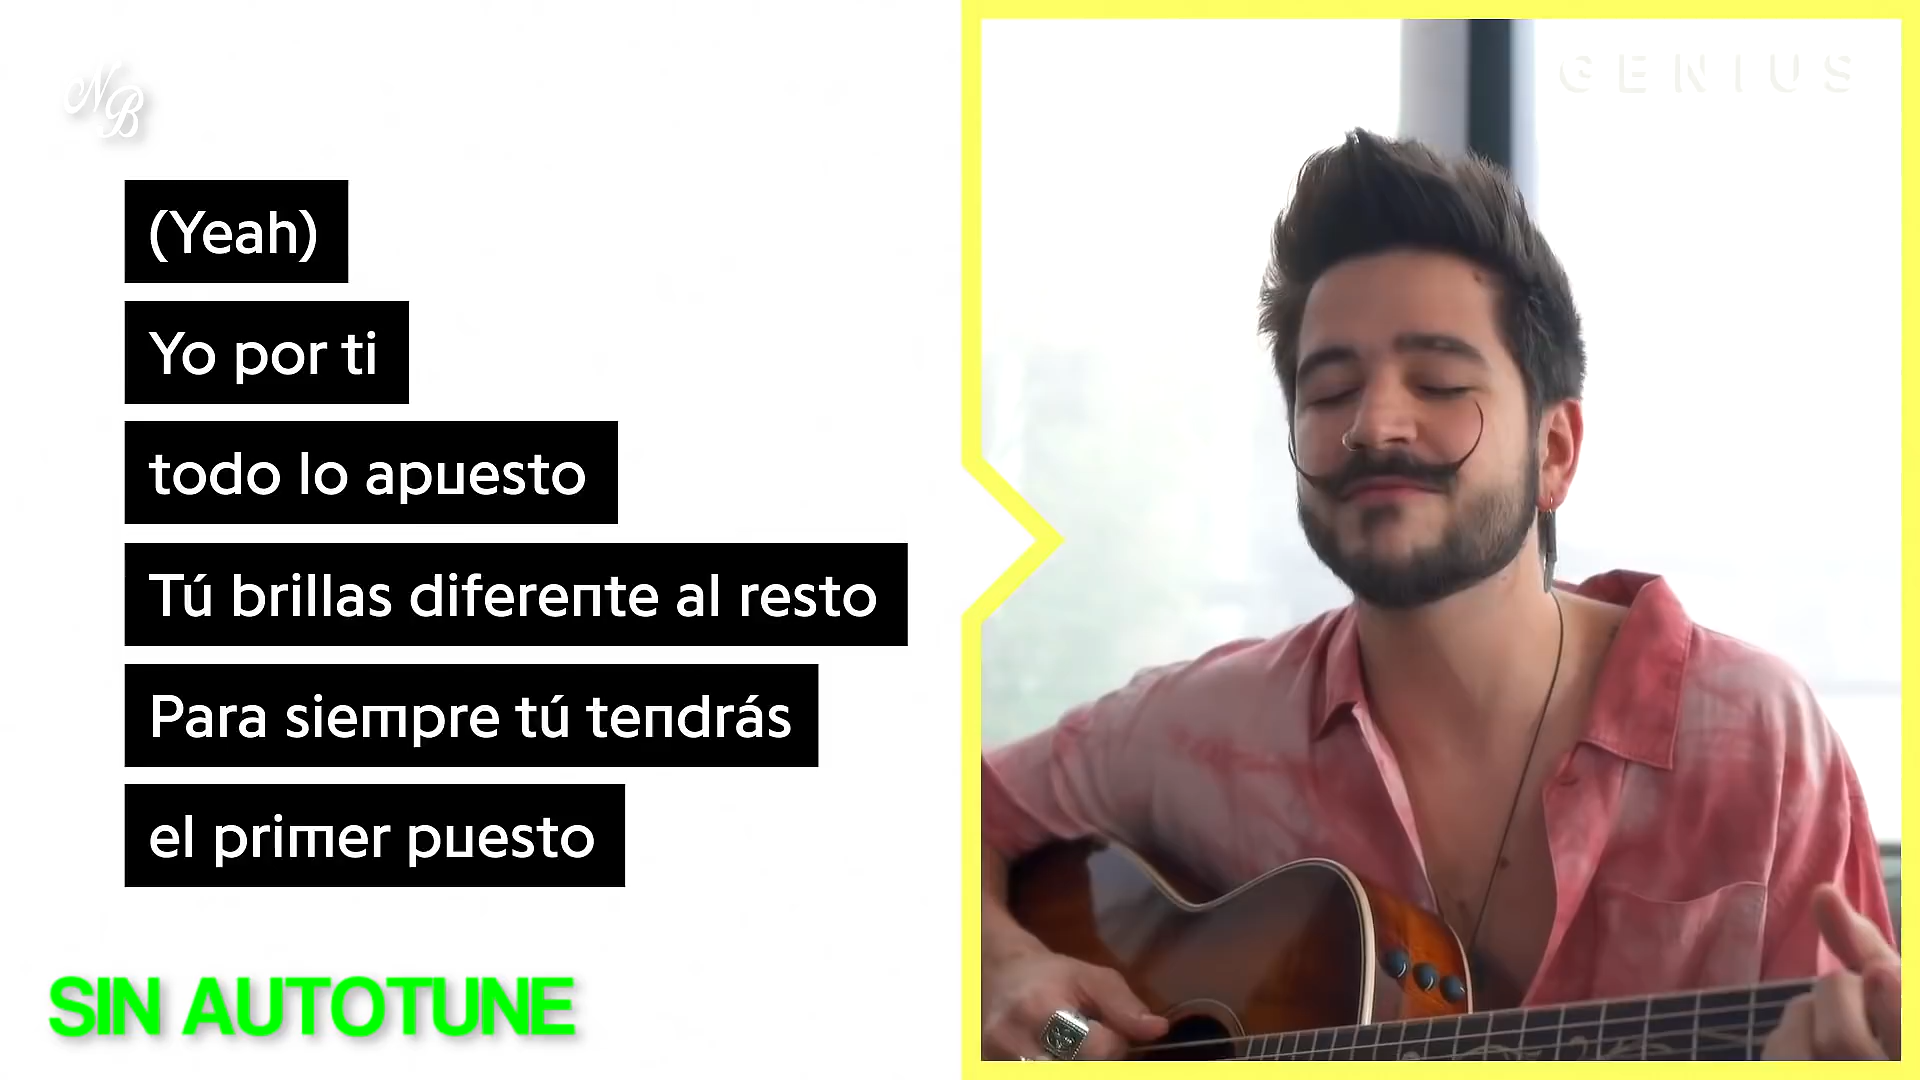 NB
GENIUS
(Yeah)
Yo por ti
todo lo apuesto
Tú brillas diferente al resto
Para siempre tú tendrás
el primer puesto
SIN AUTOTUNE